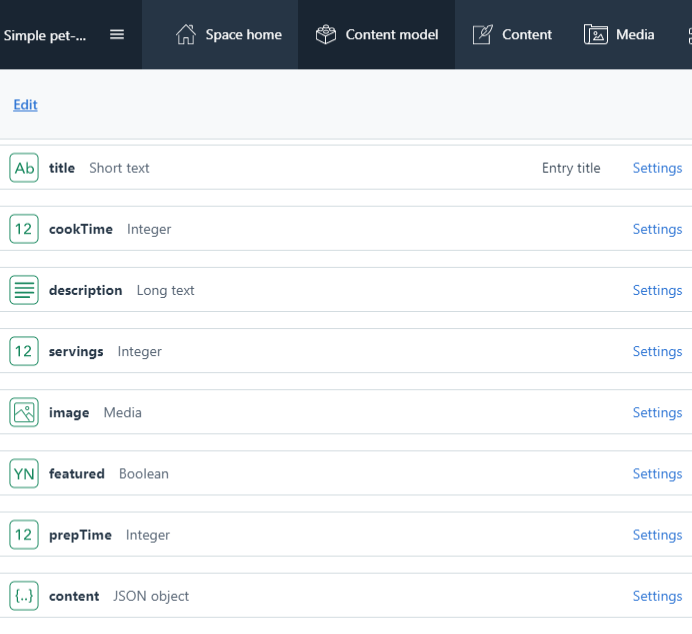 Simple pet-... Space home Content model Content Media
Edit
Ab title Short text Entry title Settings
12 cookTime Integer Settings
description Long text Settings
12 servings Integer Settings
image Media Settings
YN featured Boolean Settings
12 prepTime Integer Settings
{..} content JSON object Settings